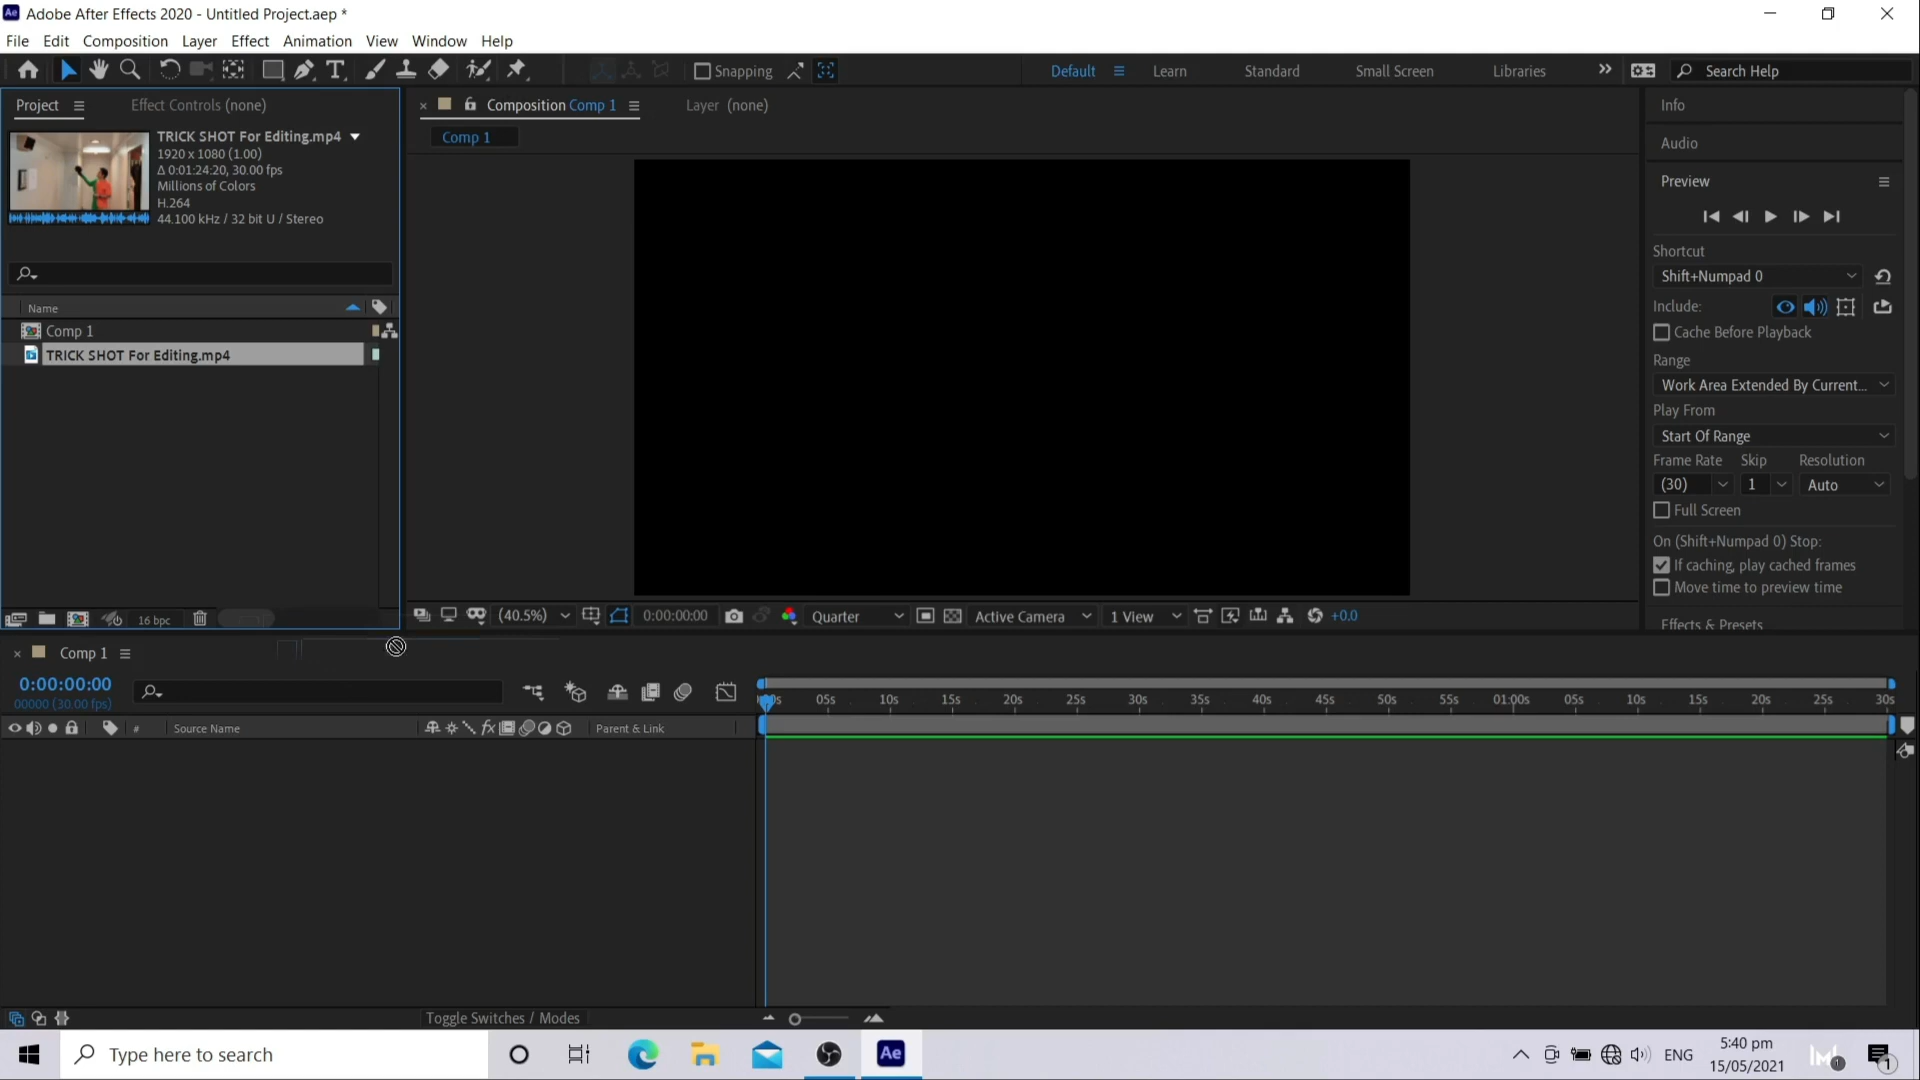 Adobe After Effects 2020 - Untitled Project.aep *
File Edit Composition Layer Effect Animation View Window Help
Snapping
Default Learn Standard Small Screen Libraries Search Help
Project Effect Controls (none)
TRICK SHOT For Editing.mp4
1920 x 1080 (1.00)
Δ 0:01:24:20, 30.00 fps
Millions of Colors
H.264
44.100 kHz / 32 bit U / Stereo
Name
Comp 1
TRICK SHOT For Editing.mp4
16 bpc
Composition Comp 1 Layer (none)
Comp 1
(40.5%) 0:00:00:00 Quarter Active Camera 1 View +0.0
Info
Audio
Preview
Shortcut
Shift+Numpad 0
Include:
Cache Before Playback
Range
Work Area Extended By Current...
Play From
Start Of Range
Frame Rate Skip Resolution
(30) 1 Auto
Full Screen
On (Shift+Numpad 0) Stop:
If caching, play cached frames
Move time to preview time
Effects & Presets
Comp 1
0:00:00:00
00000 (30.00 fps)
05s 10s 15s 20s 25s 30s 35s 40s 45s 50s 55s 01:00s 05s 10s 15s 20s 25s 30s
# Source Name fx Parent & Link
Toggle Switches / Modes
Type here to search
Ae
ENG
5:40 pm
15/05/2021
1
1